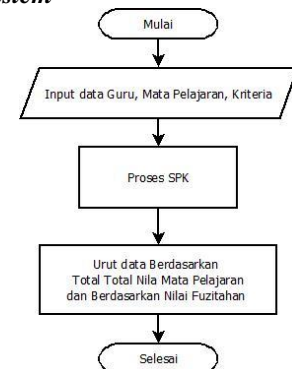 Mulai
Input data Guru, Mata Pelajaran, Kriteria
Proses SPK
Urut data Berdasarkan
Total Total Nila Mata Pelajaran
dan Berdasarkan Nilai Fuzitahan
Selesai